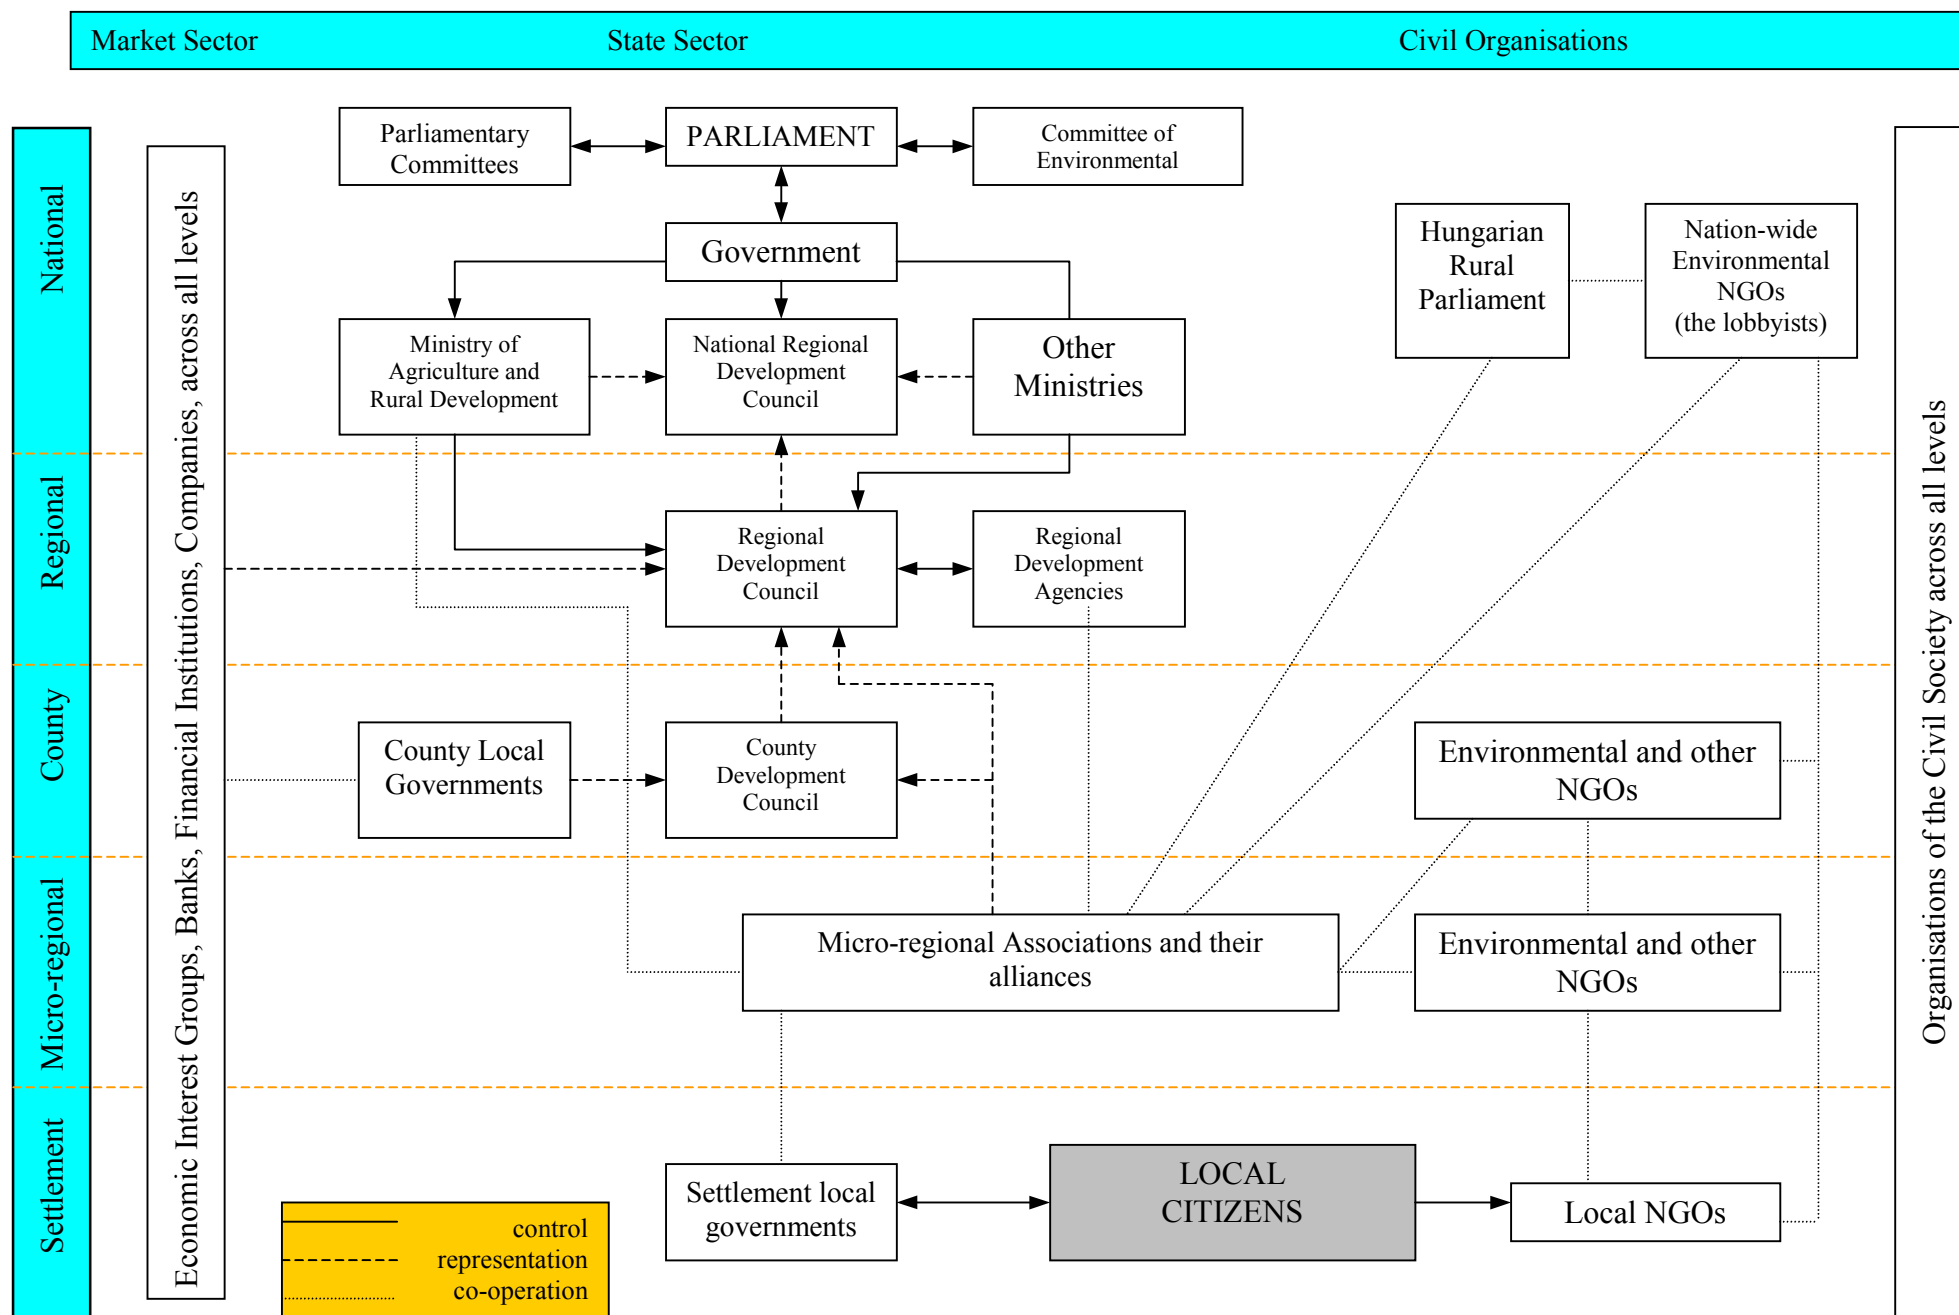 Market Sector
State Sector
Civil Organisations
National
Regional
County
Micro-regional
Settlement
Economic Interest Groups, Banks, Financial Institutions, Companies, across all levels
Parliamentary
Committees
PARLIAMENT
Committee of
Environmental
Government
Ministry of
Agriculture and
Rural Development
National Regional
Development
Council
Other
Ministries
Hungarian
Rural
Parliament
Nation-wide
Environmental
NGOs
(the lobbyists)
Regional
Development
Council
Regional
Development
Agencies
County Local
Governments
County
Development
Council
Environmental and other
NGOs
Micro-regional Associations and their
alliances
Environmental and other
NGOs
Settlement local
governments
LOCAL
CITIZENS
Local NGOs
control
representation
co-operation
Organisations of the Civil Society across all levels